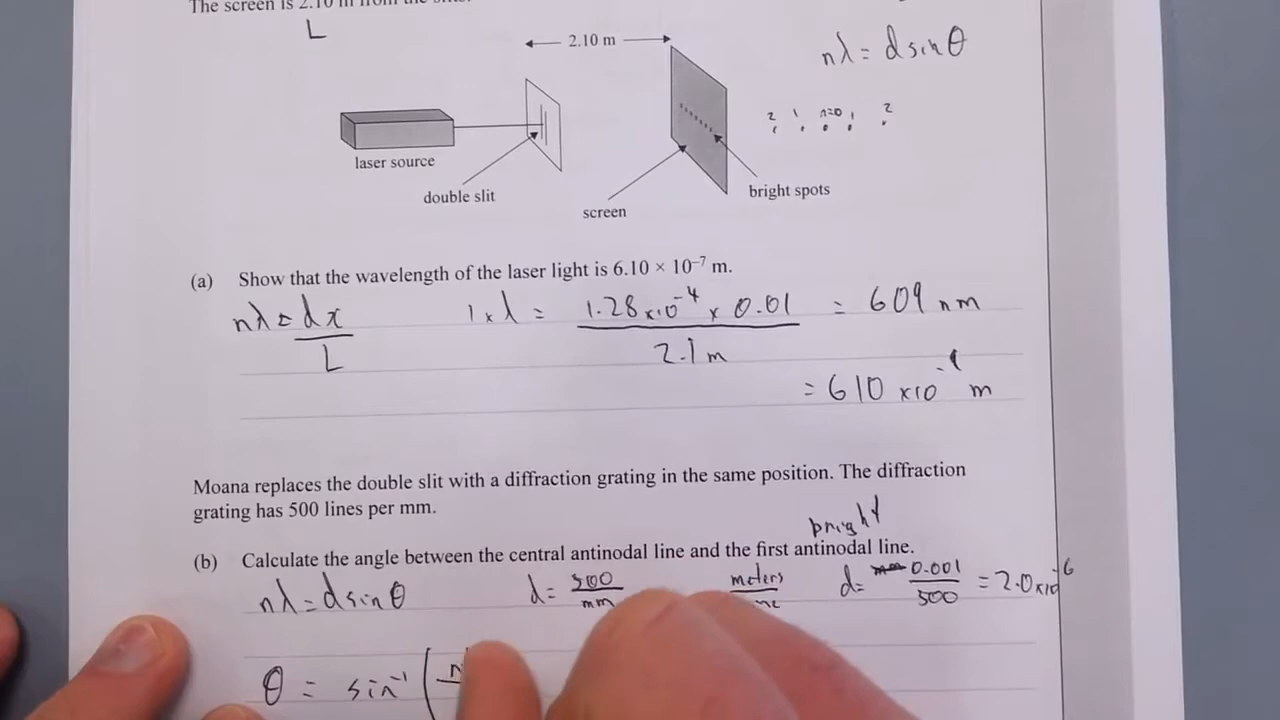 The screen is 2.10 m from the
L
2.10 m
nλ = d sin θ
2 1 n=0 1 2
laser source
double slit
screen
bright spots
(a) Show that the wavelength of the laser light is 6.10 × 10⁻⁷ m.
nλ = dx / L
1 × λ = 1.28 × 10⁻⁴ × 0.01 / 2.1 m = 609 nm
= 610 × 10 m
Moana replaces the double slit with a diffraction grating in the same position. The diffraction
grating has 500 lines per mm.
bright
(b) Calculate the angle between the central antinodal line and the first antinodal line.
nλ = d sin θ d = 500 / mm meters d = 0.001 / 500 = 2.0 × 10⁻⁶
θ = sin⁻¹ ( n